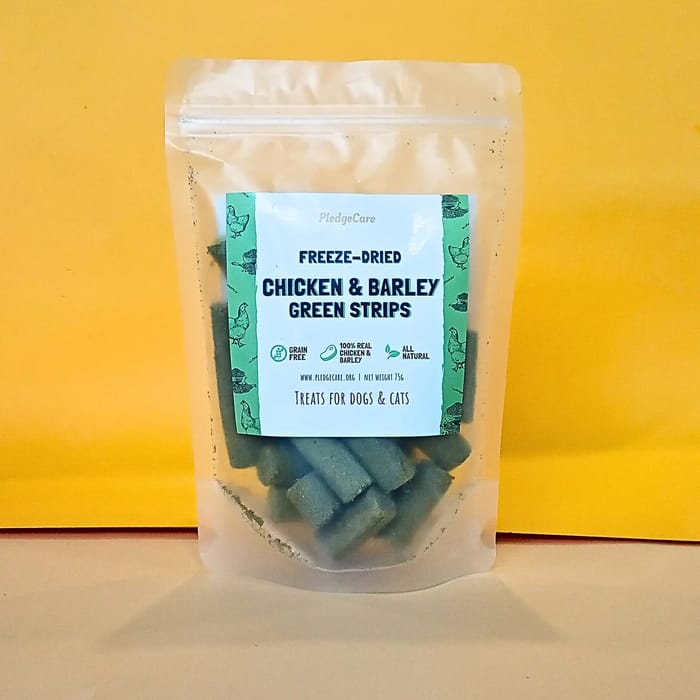 PledgeCare
FREEZE-DRIED
CHICKEN & BARLEY
GREEN STRIPS
GRAIN
FREE
100% REAL
CHICKEN &
BARLEY
ALL
NATURAL
WWW.PLEDGECARE.ORG | NET WEIGHT 75G
TREATS FOR DOGS & CATS